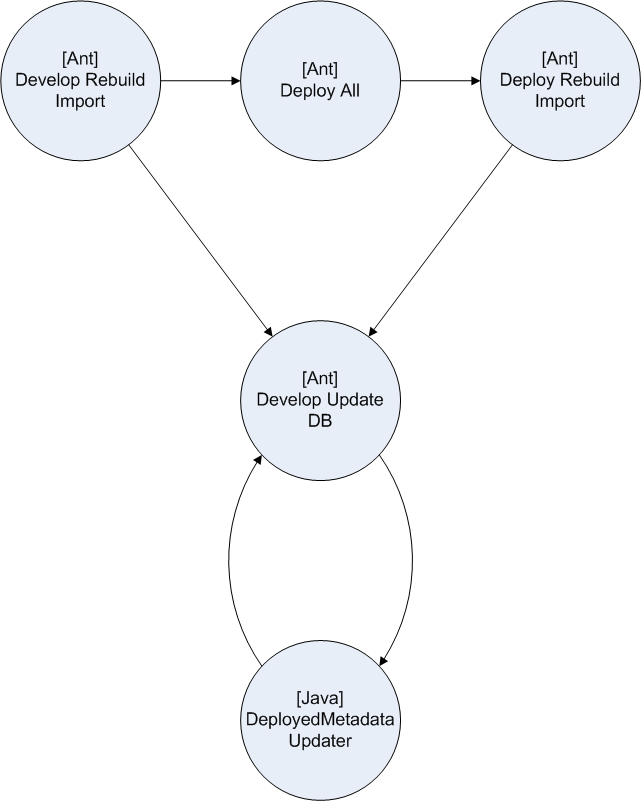 [Ant]
Develop Rebuild
Import
[Ant]
Deploy All
[Ant]
Deploy Rebuild
Import
[Ant]
Develop Update
DB
[Java]
DeployedMetadata
Updater